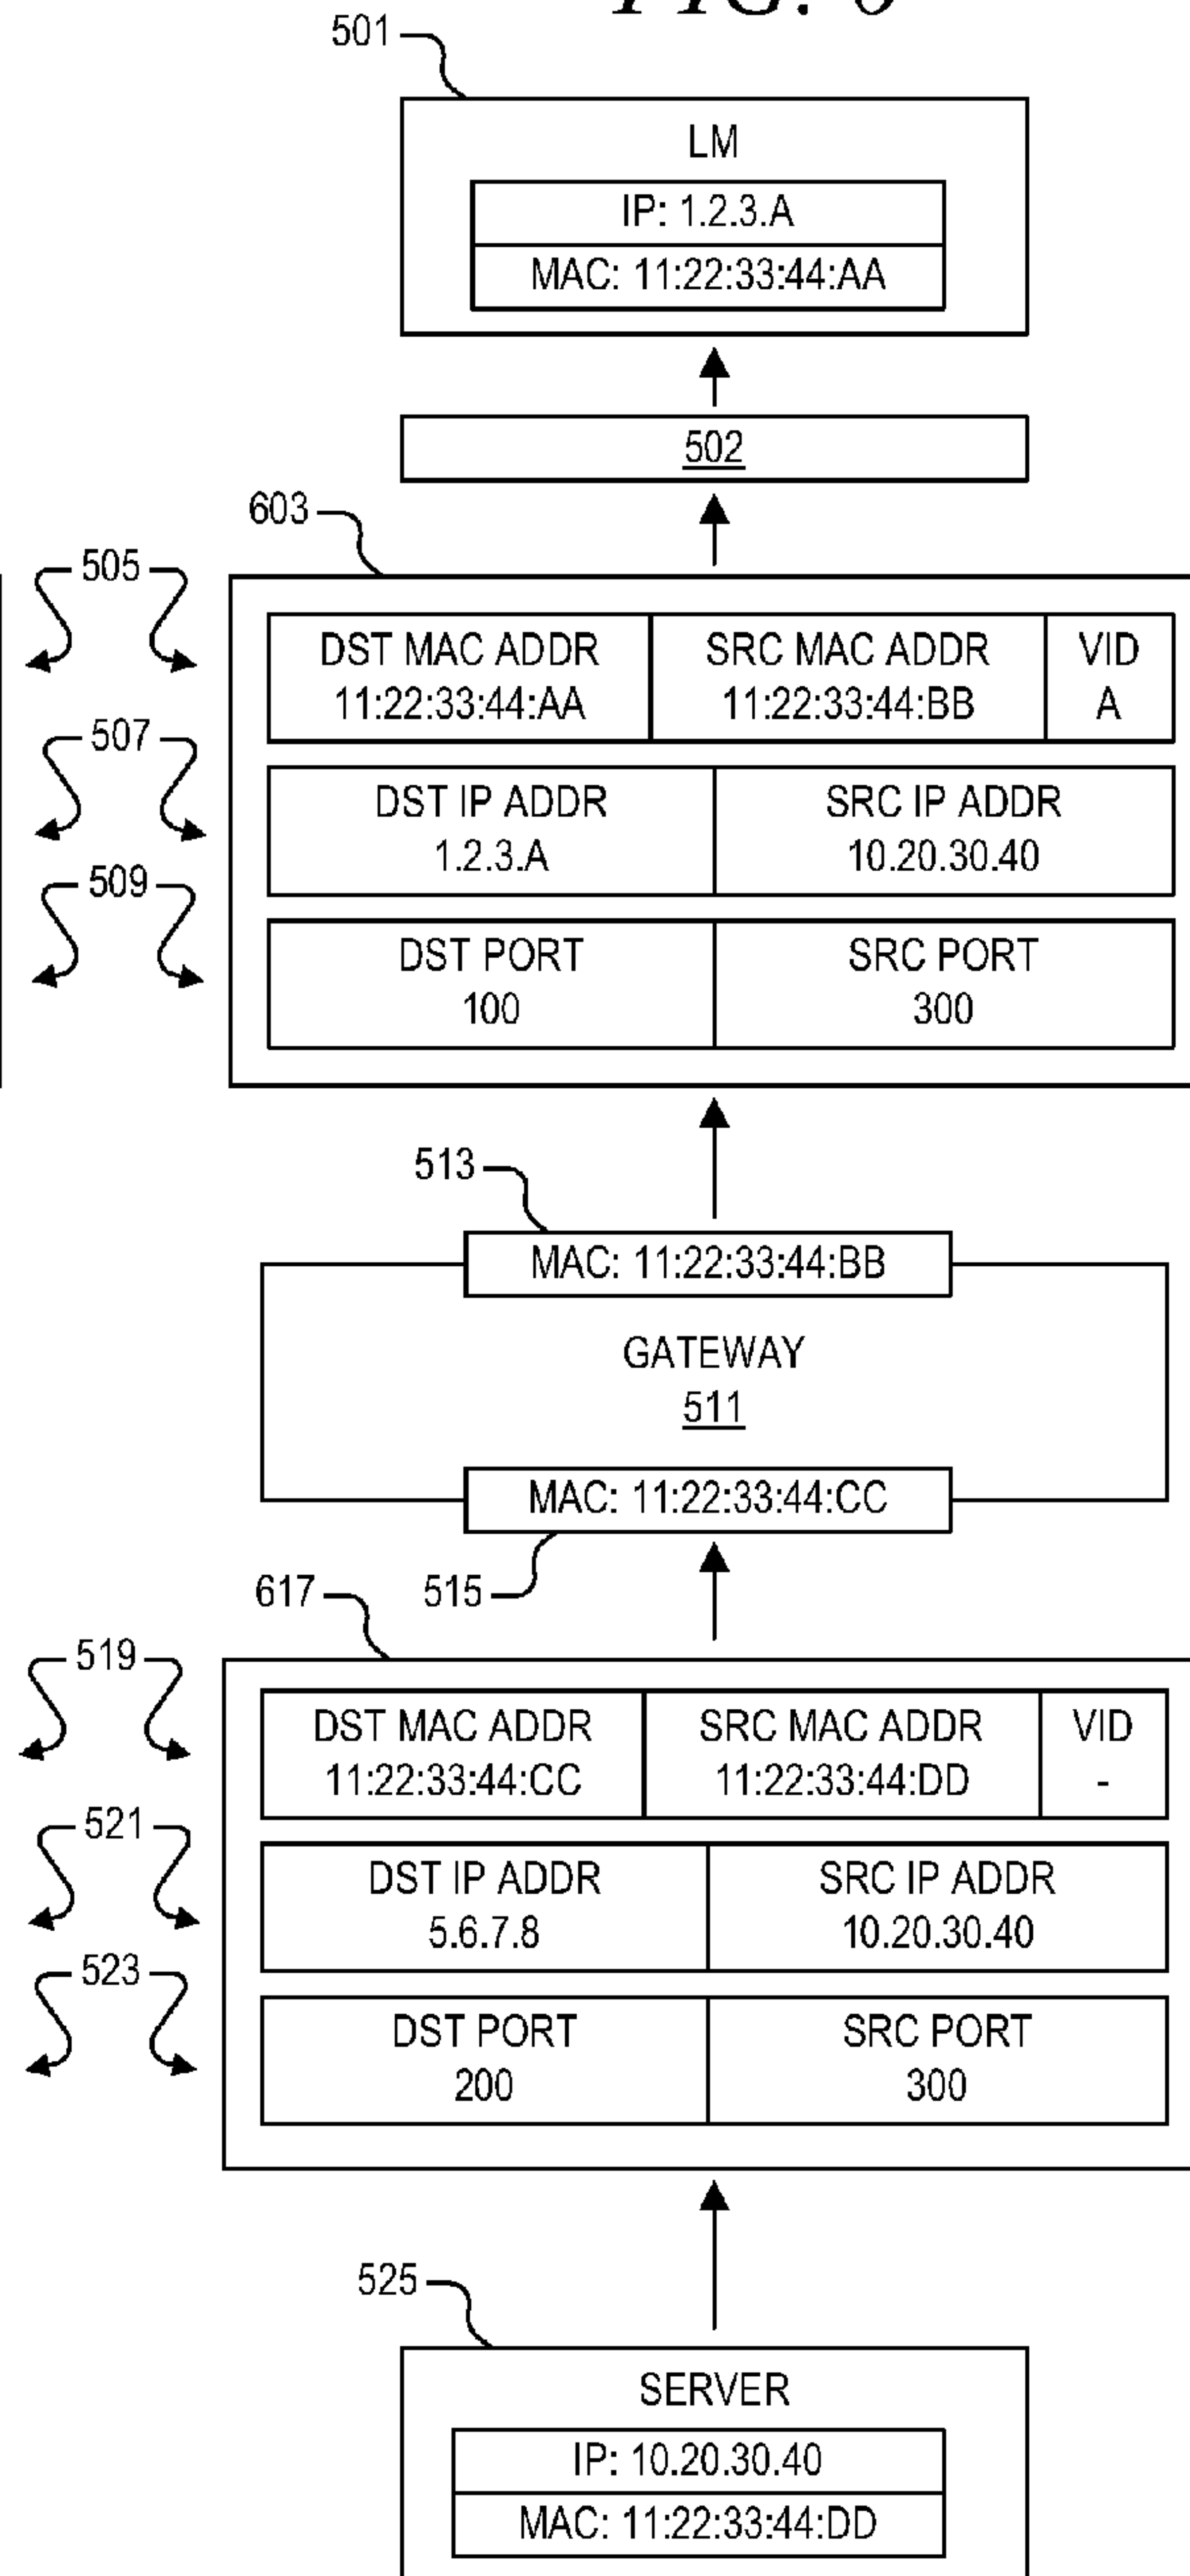 FIG. 6
501
LM
IP: 1.2.3.A
MAC: 11:22:33:44:AA
502
603
505
DST MAC ADDR SRC MAC ADDR VID
11:22:33:44:AA 11:22:33:44:BB A
507
DST IP ADDR SRC IP ADDR
1.2.3.A 10.20.30.40
509
DST PORT SRC PORT
100 300
513
MAC: 11:22:33:44:BB
GATEWAY
511
MAC: 11:22:33:44:CC
617 515
519
DST MAC ADDR SRC MAC ADDR VID
11:22:33:44:CC 11:22:33:44:DD -
521
DST IP ADDR SRC IP ADDR
5.6.7.8 10.20.30.40
523
DST PORT SRC PORT
200 300
525
SERVER
IP: 10.20.30.40
MAC: 11:22:33:44:DD